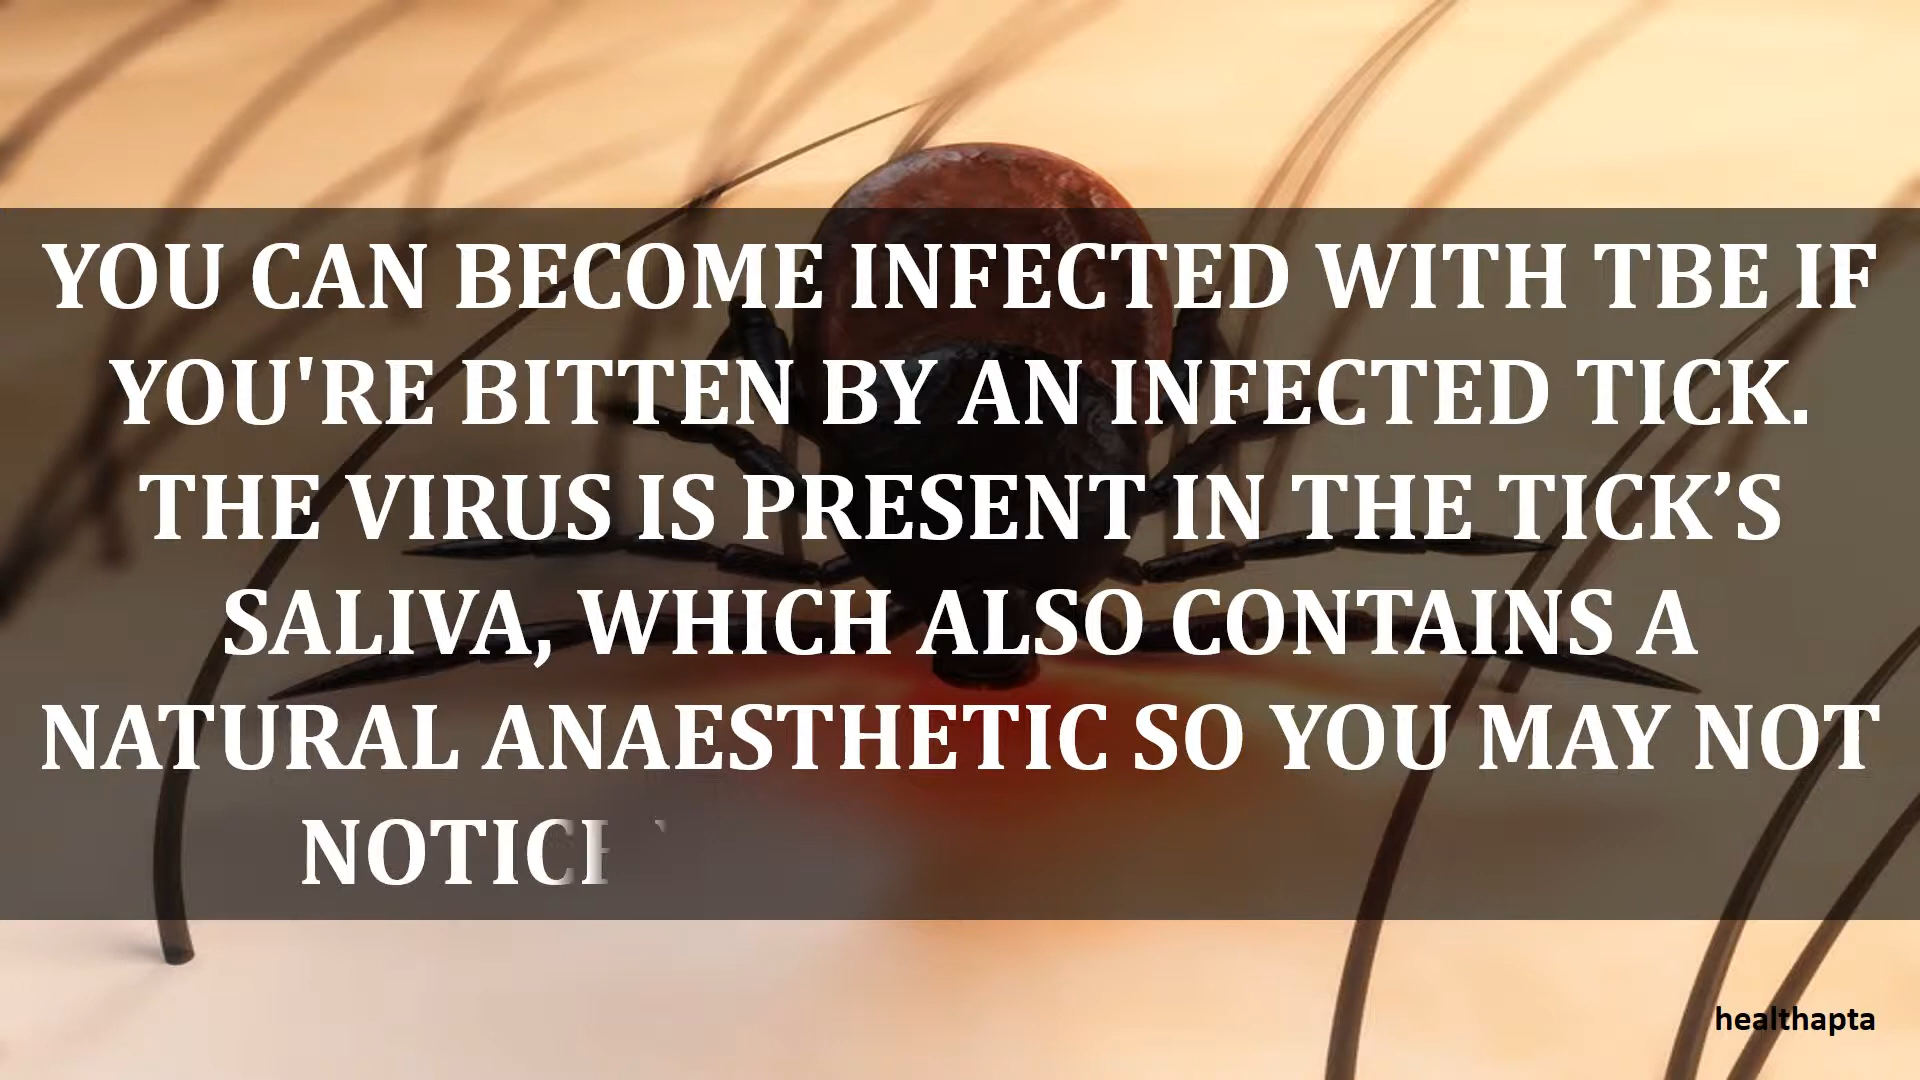 YOU CAN BECOME INFECTED WITH TBE IF
YOU'RE BITTEN BY AN INFECTED TICK.
THE VIRUS IS PRESENT IN THE TICK’S
SALIVA, WHICH ALSO CONTAINS A
NATURAL ANAESTHETIC SO YOU MAY NOT
NOTICE
healthapta